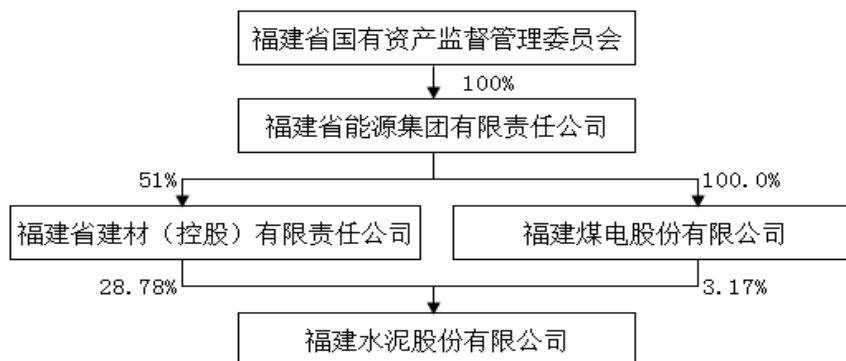 福建省国有资产监督管理委员会
100%
福建省能源集团有限责任公司
51%
100.0%
福建省建材（控股）有限责任公司
福建煤电股份有限公司
28.78%
3.17%
福建水泥股份有限公司